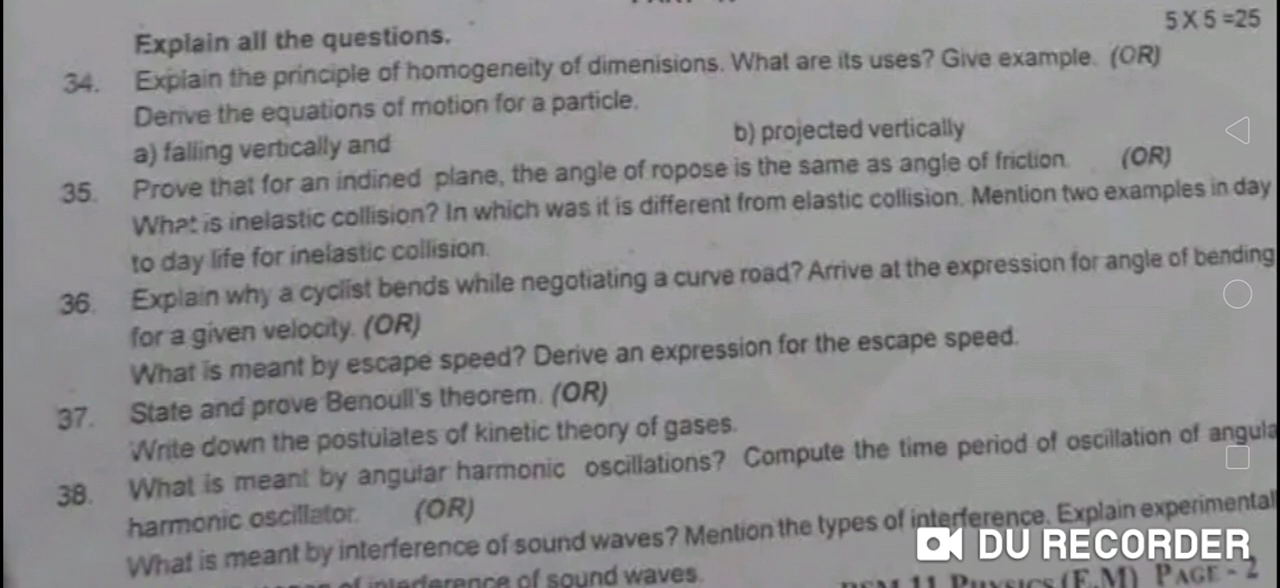 5 X 5 =25
Explain all the questions.
34. Explain the principle of homogeneity of dimenisions. What are its uses? Give example. (OR)
Derive the equations of motion for a particle.
a) falling vertically and b) projected vertically
35. Prove that for an indined plane, the angle of ropose is the same as angle of friction. (OR)
What is inelastic collision? In which was it is different from elastic collision. Mention two examples in day
to day life for inelastic collision.
36. Explain why a cyclist bends while negotiating a curve road? Arrive at the expression for angle of bending
for a given velocity. (OR)
What is meant by escape speed? Derive an expression for the escape speed.
37. State and prove Benoull's theorem. (OR)
Write down the postulates of kinetic theory of gases.
38. What is meant by angular harmonic oscillations? Compute the time period of oscillation of angula
harmonic oscillator. (OR)
What is meant by interference of sound waves? Mention the types of interference. Explain experimental
of interference of sound waves.
DU RECORDER
11 PHYSICS (E.M) PAGE - 2